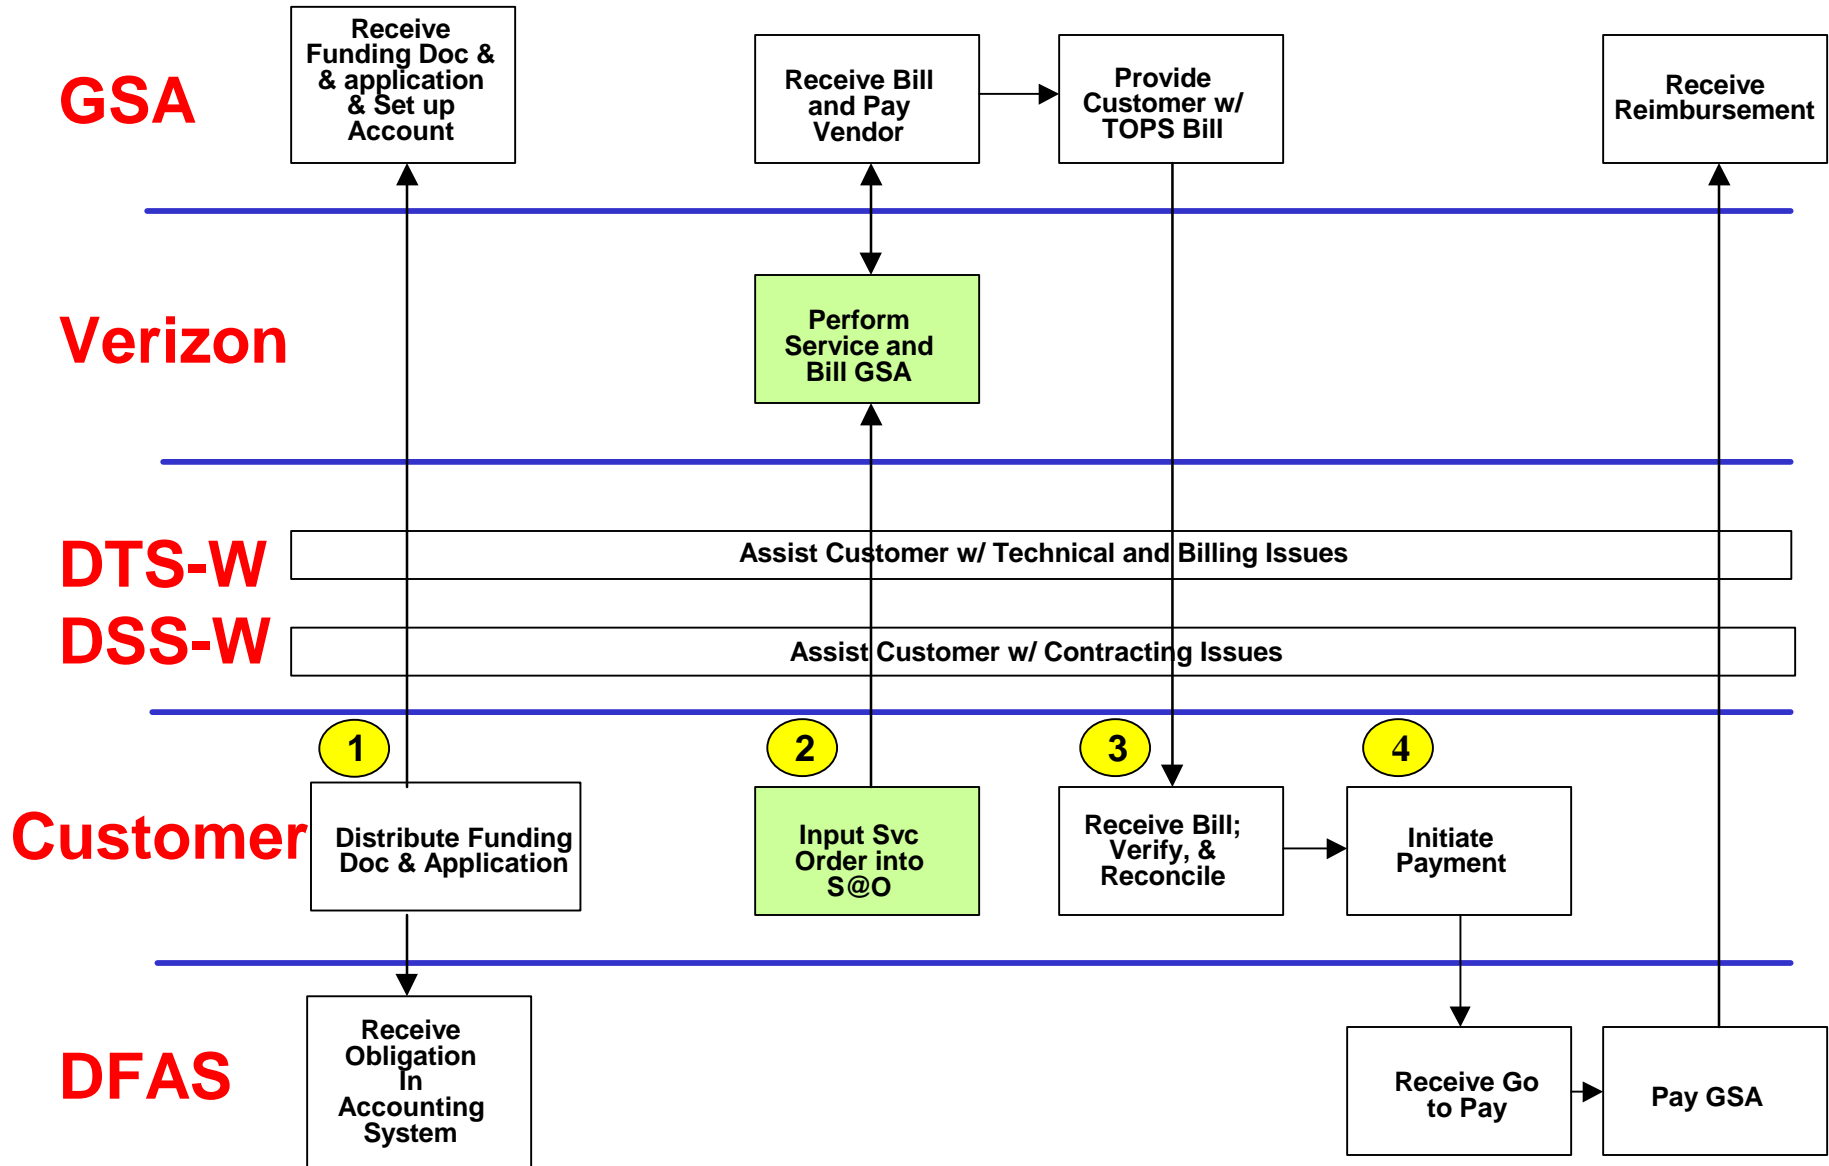 GSA
Receive
Funding Doc &
& application
& Set up
Account
Receive Bill
and Pay
Vendor
Provide
Customer w/
TOPS Bill
Receive
Reimbursement
Verizon
Perform
Service and
Bill GSA
DTS-W
Assist Customer w/ Technical and Billing Issues
DSS-W
Assist Customer w/ Contracting Issues
1
2
3
4
Customer
Distribute Funding
Doc & Application
Input Svc
Order into
S@O
Receive Bill;
Verify, &
Reconcile
Initiate
Payment
DFAS
Receive
Obligation
In
Accounting
System
Receive Go
to Pay
Pay GSA